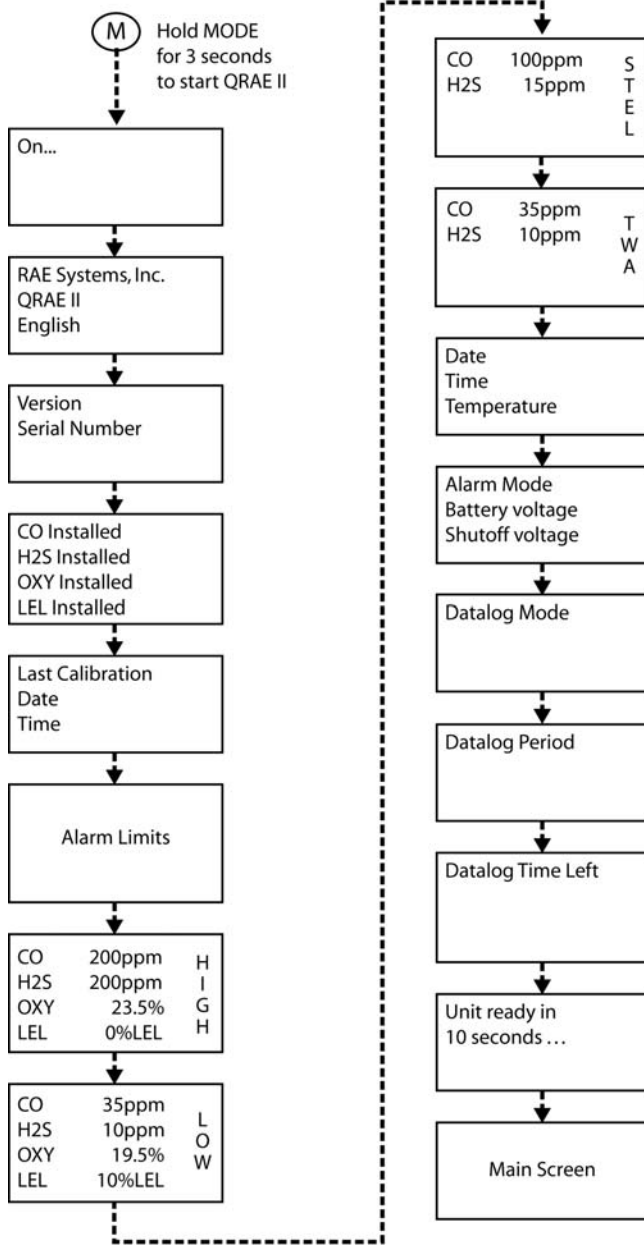 M
Hold MODE
for 3 seconds
to start QRAE II
On...
RAE Systems, Inc.
QRAE II
English
Version
Serial Number
CO Installed
H2S Installed
OXY Installed
LEL Installed
Last Calibration
Date
Time
Alarm Limits
CO 200ppm
H2S 200ppm
OXY 23.5%
LEL 0%LEL
HIGH
CO 35ppm
H2S 10ppm
OXY 19.5%
LEL 10%LEL
LOW
CO 100ppm
H2S 15ppm
STEL
CO 35ppm
H2S 10ppm
TWA
Date
Time
Temperature
Alarm Mode
Battery voltage
Shutoff voltage
Datalog Mode
Datalog Period
Datalog Time Left
Unit ready in
10 seconds ...
Main Screen